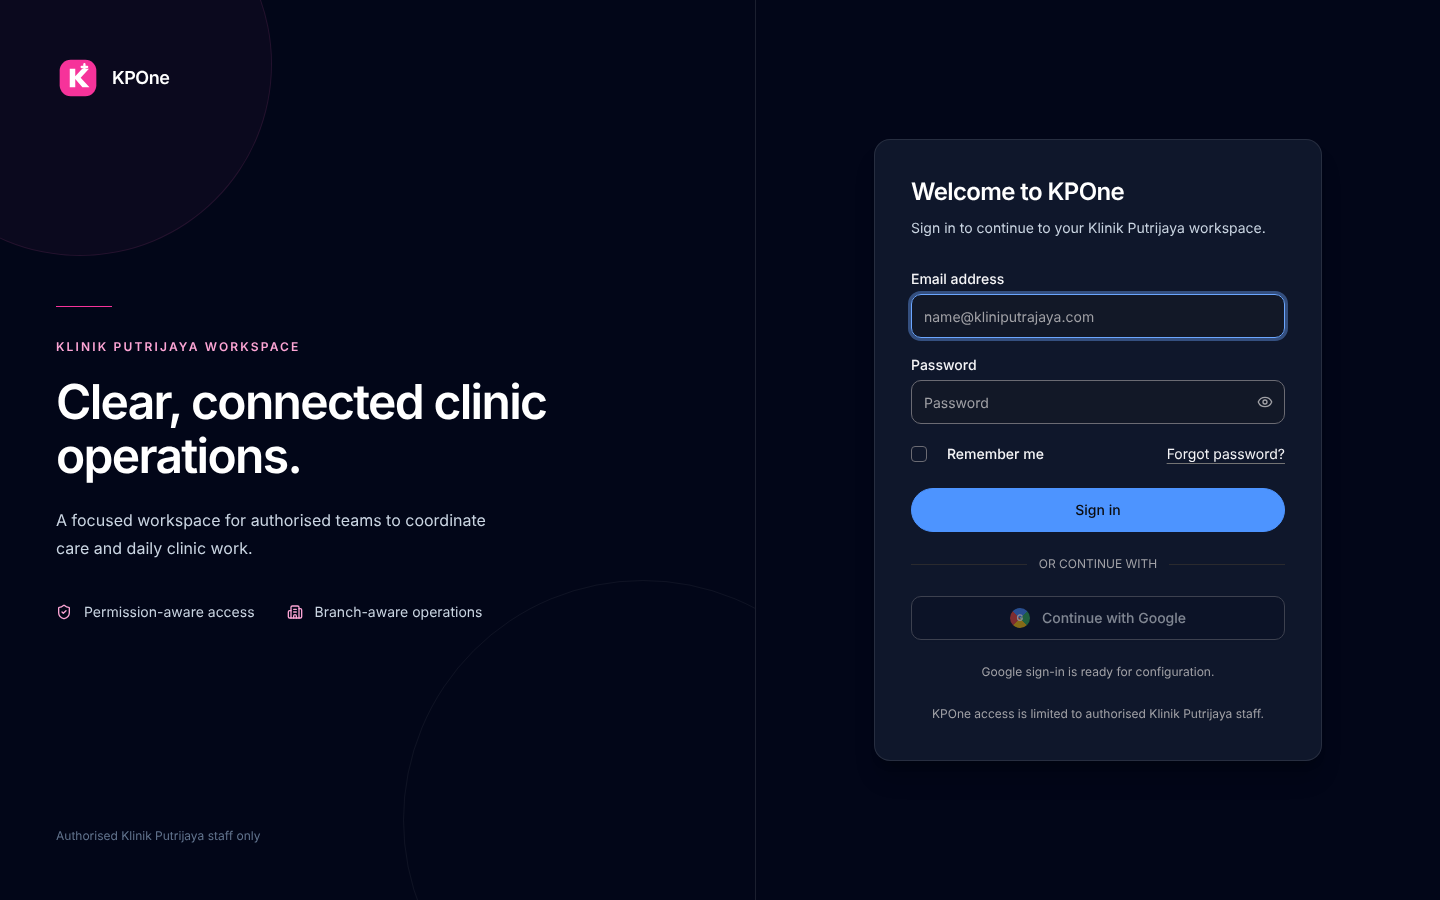 KPOne
KLINIK PUTRIJAYA WORKSPACE
Clear, connected clinic
operations.
A focused workspace for authorised teams to coordinate
care and daily clinic work.
Permission-aware access
Branch-aware operations
Authorised Klinik Putrijaya staff only
Welcome to KPOne
Sign in to continue to your Klinik Putrijaya workspace.
Email address
name@kliniputrajaya.com
Password
Password
Remember me
Forgot password?
Sign in
OR CONTINUE WITH
G Continue with Google
Google sign-in is ready for configuration.
KPOne access is limited to authorised Klinik Putrijaya staff.